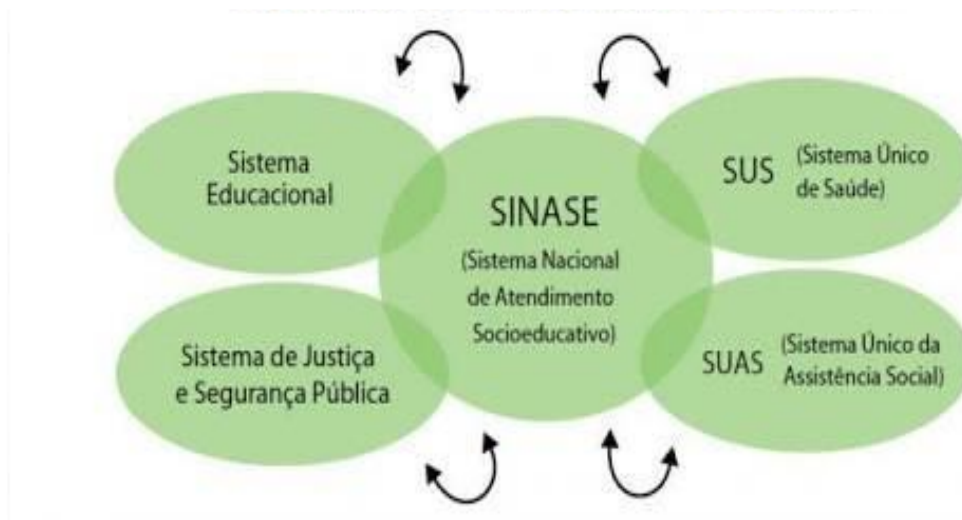 Sistema
Educacional
SINASE
(Sistema Nacional
de Atendimento
Socioeducativo)
SUS (Sistema Único
de Saúde)
Sistema de Justiça
e Segurança Pública
SUAS (Sistema Único da
Assistência Social)